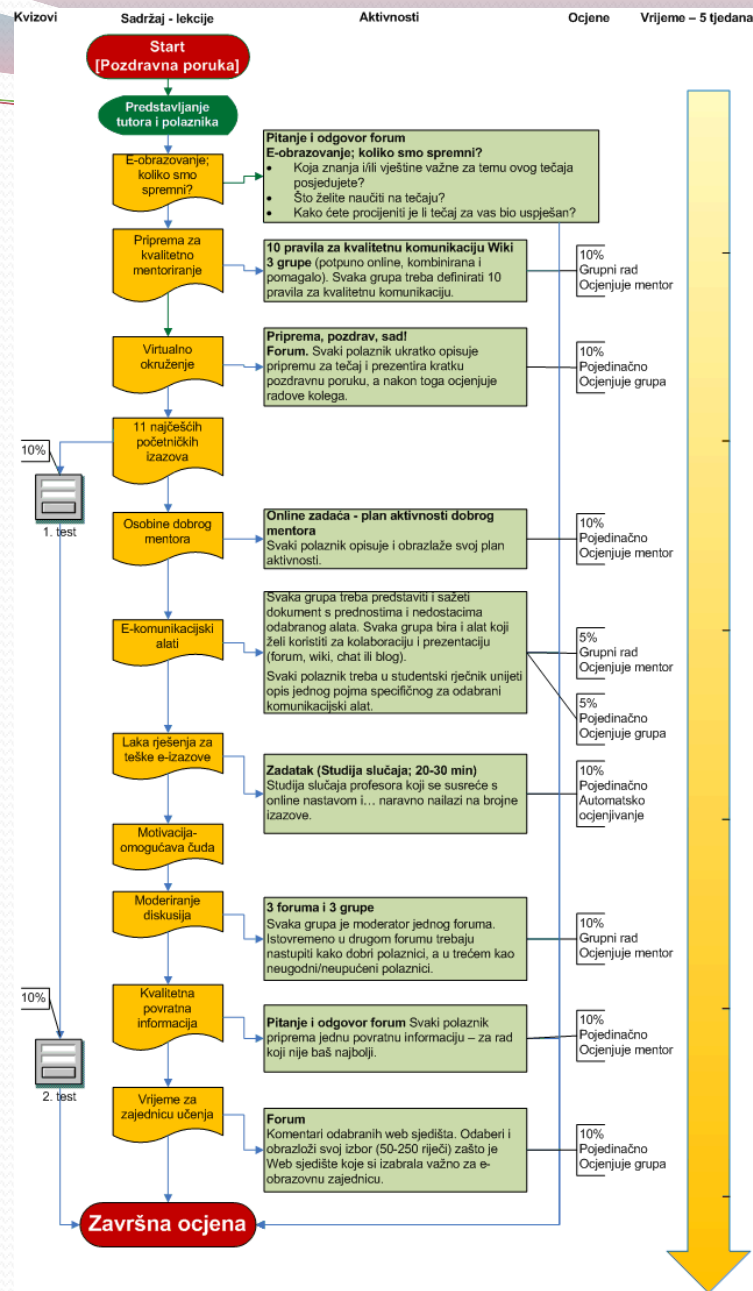 Kvizovi
Sadržaj - lekcije
Aktivnosti
Ocjene
Vrijeme – 5 tjedana
Start
[Pozdravna poruka]
Predstavljanje
tutora i polaznika
E-obrazovanje;
koliko smo
spremni?
Pitanje i odgovor forum
E-obrazovanje; koliko smo spremni?
• Koja znanja i/ili vještine važne za temu ovog tečaja
posjedujete?
• Što želite naučiti na tečaju?
• Kako ćete procijeniti je li tečaj za vas bio uspješan?
Priprema za
kvalitetno
mentoriranje
10 pravila za kvalitetnu komunikaciju Wiki
3 grupe (potpuno online, kombinirana i
pomagalo). Svaka grupa treba definirati 10
pravila za kvalitetnu komunikaciju.
10%
Grupni rad
Ocjenjuje mentor
Virtualno
okruženje
Priprema, pozdrav, sad!
Forum. Svaki polaznik ukratko opisuje
pripremu za tečaj i prezentira kratku
pozdravnu poruku, a nakon toga ocjenjuje
radove kolega.
10%
Pojedinačno
Ocjenjuje grupa
11 najčešćih
početničkih
izazova
10%
1. test
Osobine dobrog
mentora
Online zadaća - plan aktivnosti dobrog
mentora
Svaki polaznik opisuje i obrazlaže svoj plan
aktivnosti.
10%
Pojedinačno
Ocjenjuje mentor
E-komunikacijski
alati
Svaka grupa treba predstaviti i sažeti
dokument s prednostima i nedostacima
odabranog alata. Svaka grupa bira i alat koji
želi koristiti za kolaboraciju i prezentaciju
(forum, wiki, chat ili blog).
Svaki polaznik treba u studentski rječnik unijeti
opis jednog pojma specifičnog za odabrani
komunikacijski alat.
5%
Grupni rad
Ocjenjuje mentor
5%
Pojedinačno
Ocjenjuje grupa
Laka rješenja za
teške e-izazove
Zadatak (Studija slučaja; 20-30 min)
Studija slučaja profesora koji se susreće s
online nastavom i... naravno nailazi na brojne
izazove.
10%
Pojedinačno
Automatsko
ocjenjivanje
Motivacija-
omogućava čuda
Moderiranje
diskusija
3 foruma i 3 grupe
Svaka grupa je moderator jednog foruma.
Istovremeno u drugom forumu trebaju
nastupiti kako dobri polaznici, a u trećem kao
neugodni/neupućeni polaznici.
10%
Grupni rad
Ocjenjuje mentor
Kvalitetna
povratna
informacija
10%
2. test
Pitanje i odgovor forum Svaki polaznik
priprema jednu povratnu informaciju – za rad
koji nije baš najbolji.
10%
Pojedinačno
Ocjenjuje mentor
Vrijeme za
zajednicu učenja
Forum
Komentari odabranih web sjedišta. Odaberi i
obrazloži svoj izbor (50-250 riječi) zašto je
Web sjedište koje si izabrala važno za e-
obrazovnu zajednicu.
10%
Pojedinačno
Ocjenjuje grupa
Završna ocjena